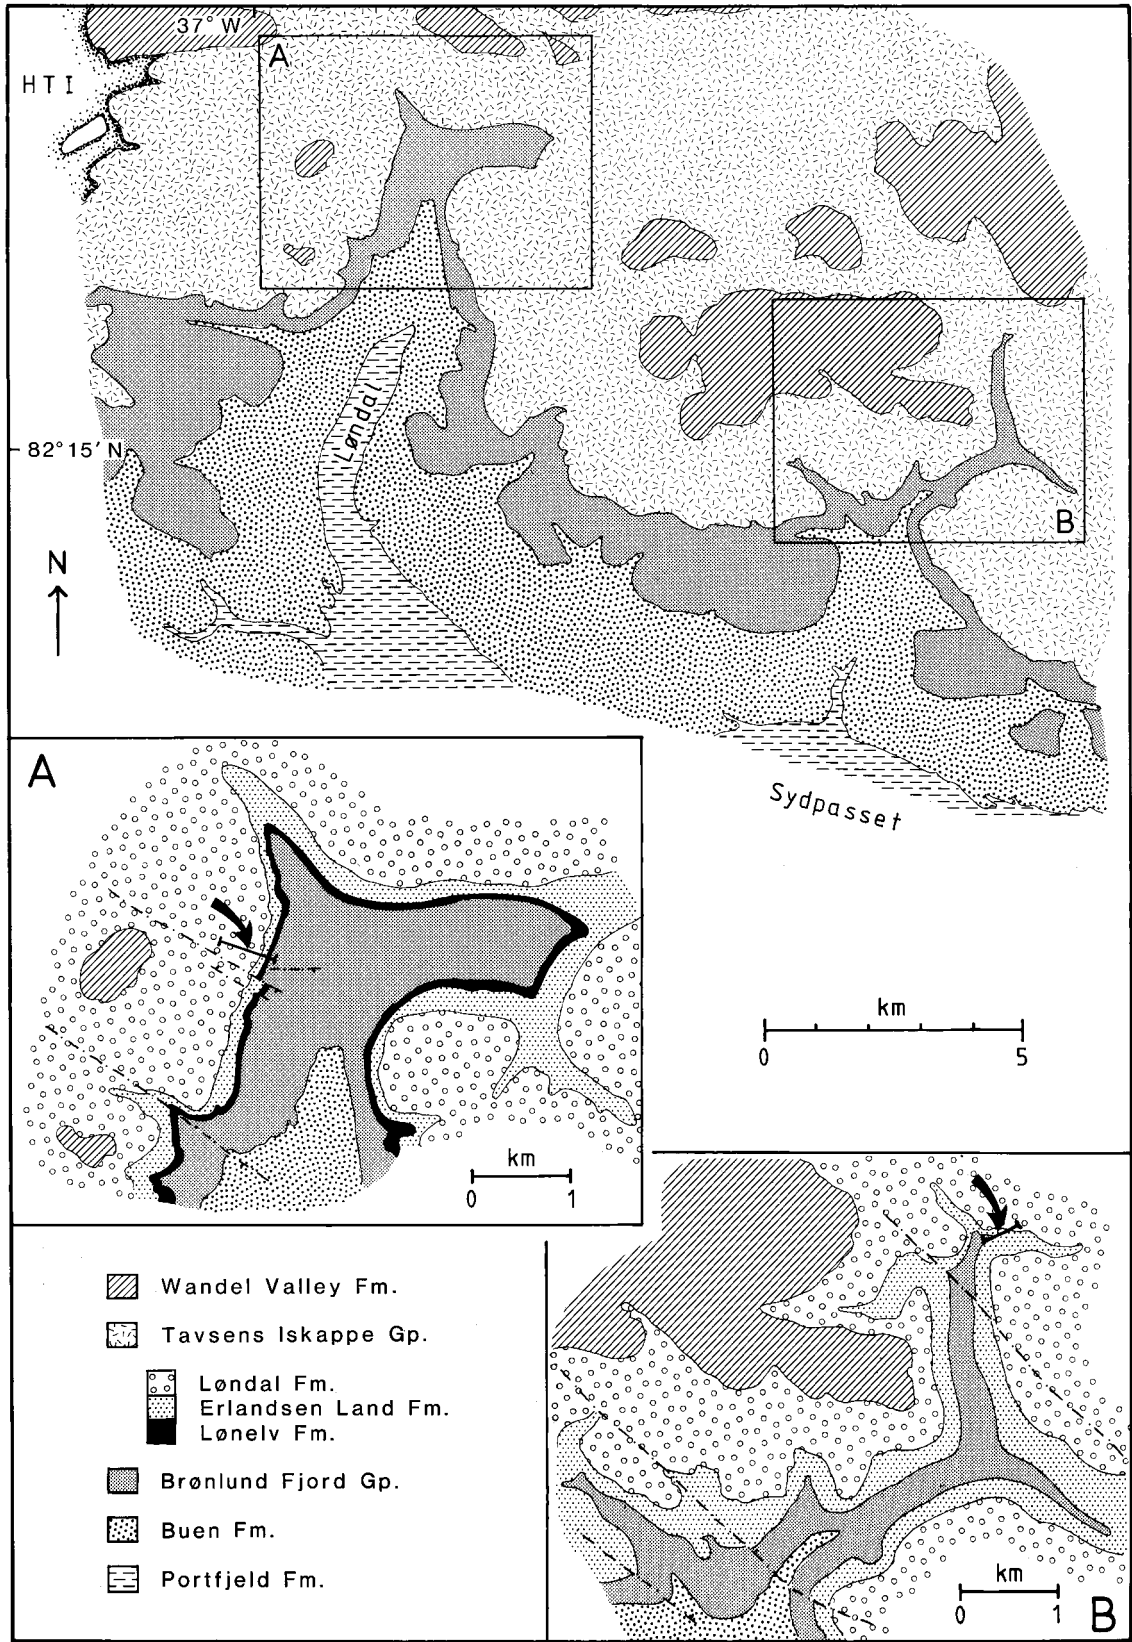 37° W
A
HTI
Løndal
82°15′ N
B
N
Sydpasset
A
km
0 5
km
0 1
Wandel Valley Fm.
Tavsens Iskappe Gp.
Løndal Fm.
Erlandsen Land Fm.
Lønelv Fm.
Brønlund Fjord Gp.
Buen Fm.
Portfjeld Fm.
km
0 1
B